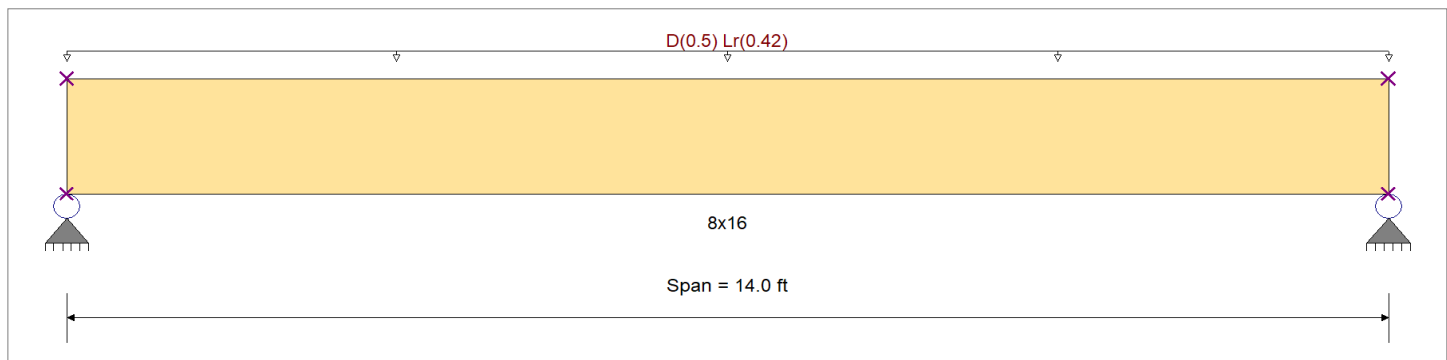 D(0.5) Lr(0.42)
8x16
Span = 14.0 ft